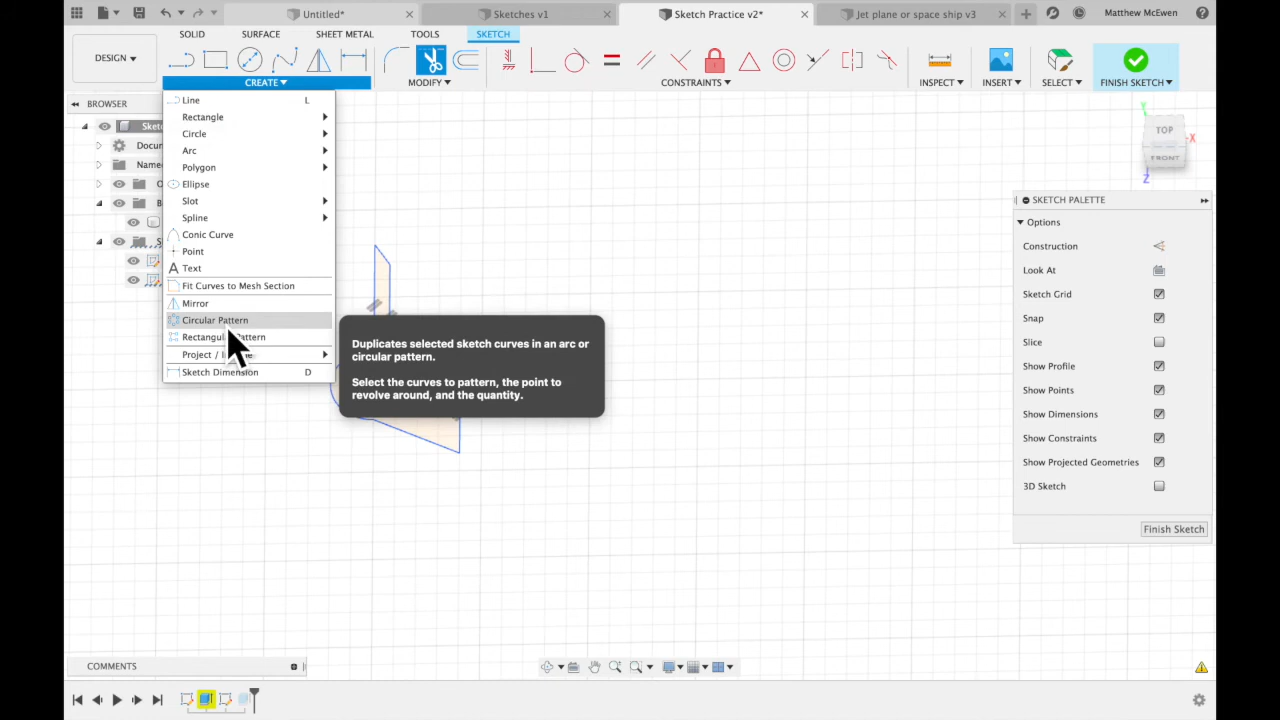 Untitled*
Sketches v1
Sketch Practice v2*
Jet plane or space ship v3
Matthew McEwen
SOLID
SURFACE
SHEET METAL
TOOLS
SKETCH
DESIGN
CREATE
MODIFY
CONSTRAINTS
INSPECT
INSERT
SELECT
FINISH SKETCH
BROWSER
Line L
Rectangle
Circle
Arc
Polygon
Ellipse
Slot
Spline
Conic Curve
Point
A Text
Fit Curves to Mesh Section
Mirror
Circular Pattern
Project /
Sketch Dimension D
Duplicates selected sketch curves in an arc or
circular pattern.
Select the curves to pattern, the point to
revolve around, and the quantity.
Y
TOP
X
FRONT
Z
SKETCH PALETTE
Options
Construction
Look At
Sketch Grid
Snap
Slice
Show Profile
Show Points
Show Dimensions
Show Constraints
Show Projected Geometries
3D Sketch
Finish Sketch
COMMENTS